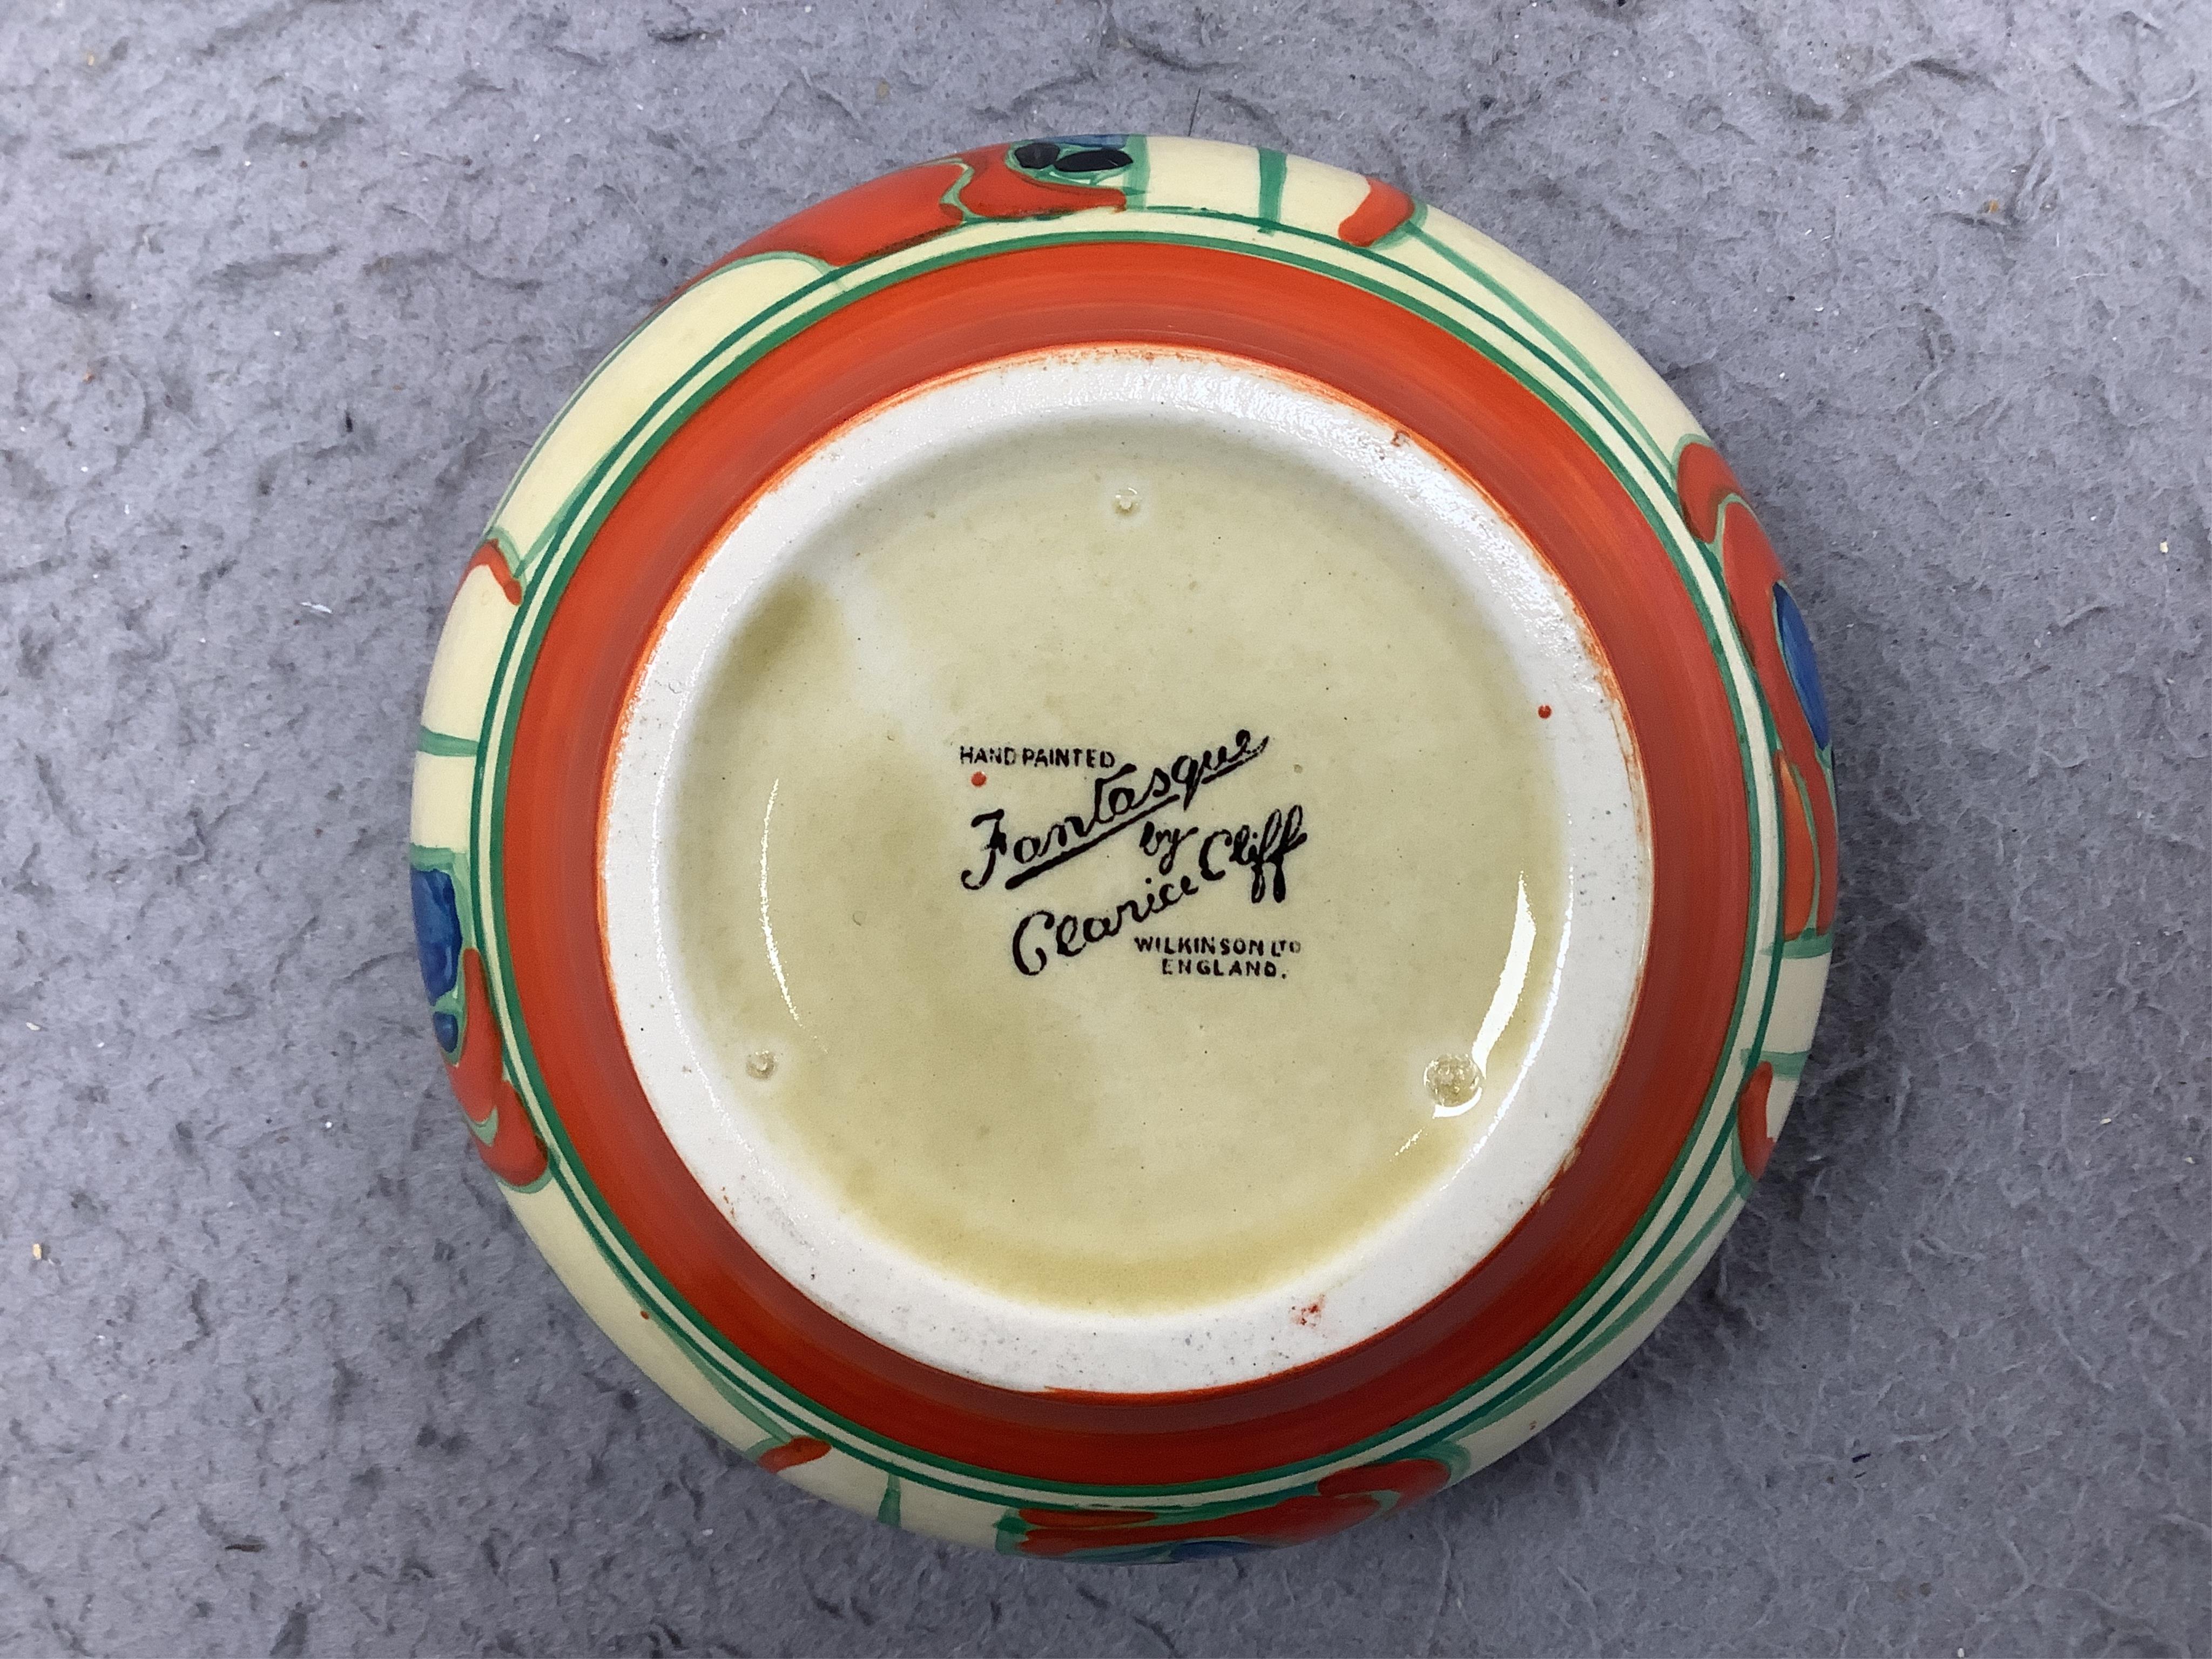 HAND PAINTED
Fantasque
by
Clarice Cliff
WILKINSON LTD
ENGLAND.